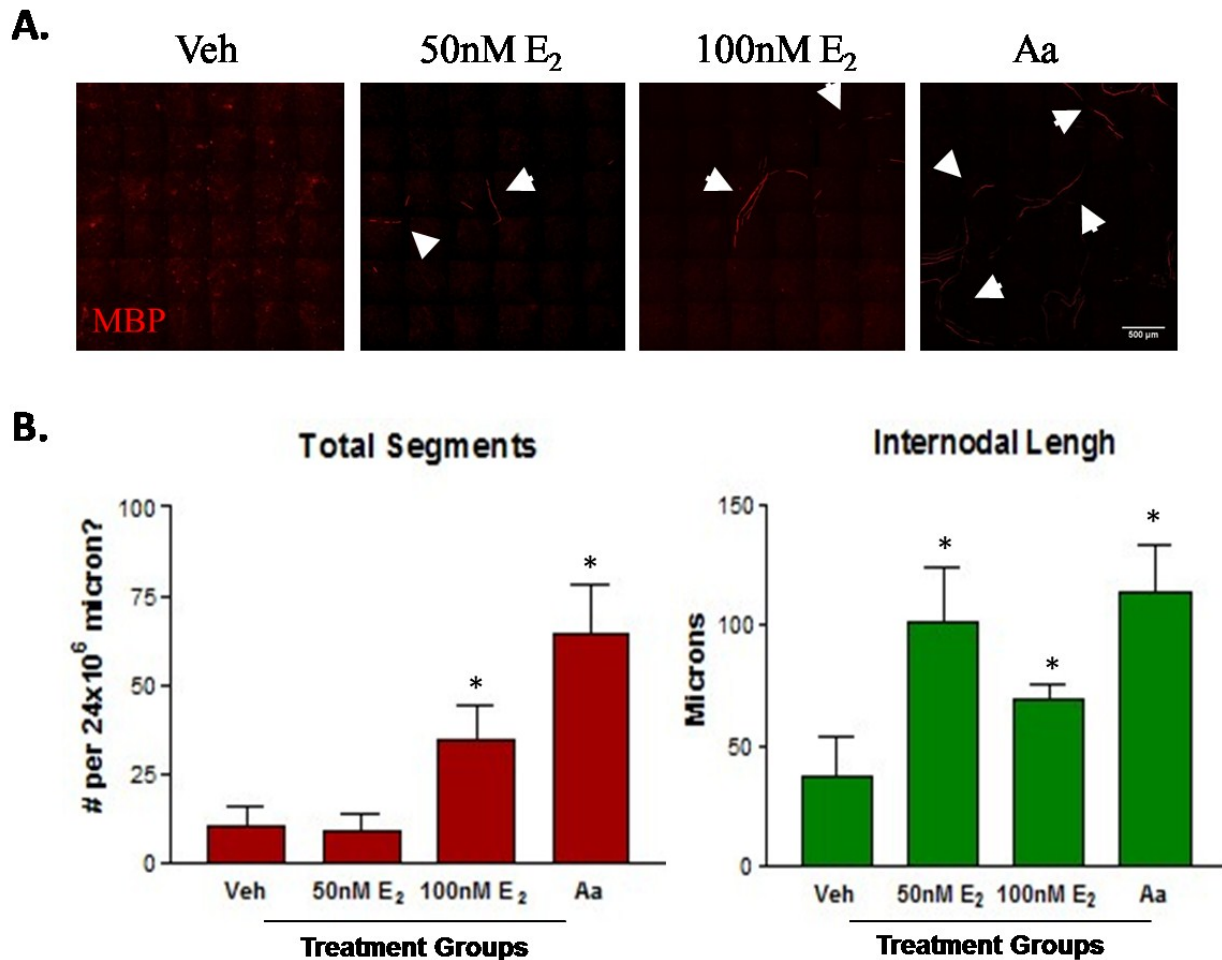 A.
Veh 50nM E₂ 100nM E₂ Aa
MBP
500 µm
B.
Total Segments
# per 24x10⁶ micron?
100
75
50
25
0
*
*
Veh 50nM E₂ 100nM E₂ Aa
Treatment Groups
Internodal Lengh
Microns
150
100
50
0
*
*
*
Veh 50nM E₂ 100nM E₂ Aa
Treatment Groups